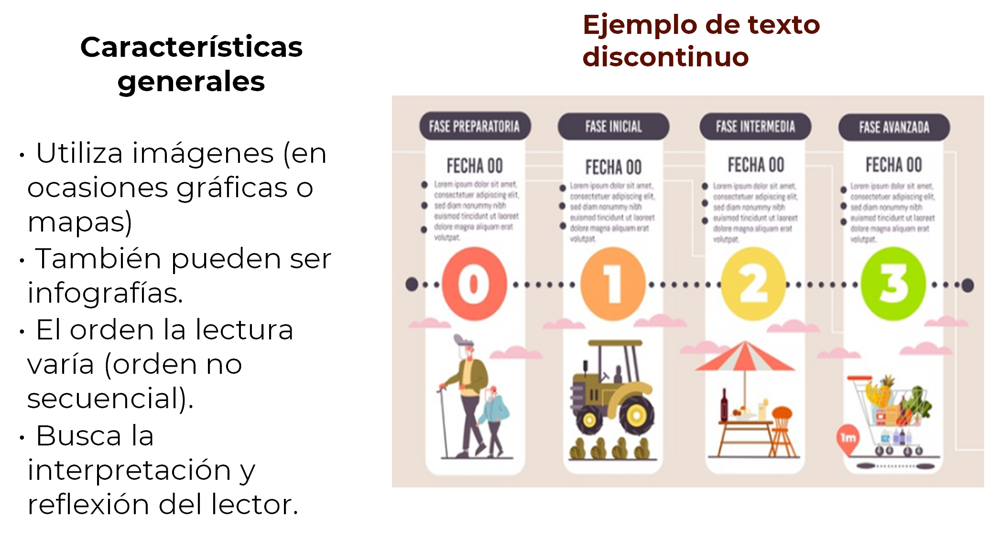 Características
generales
• Utiliza imágenes (en
ocasiones gráficas o
mapas)
• También pueden ser
infografías.
• El orden la lectura
varía (orden no
secuencial).
• Busca la
interpretación y
reflexión del lector.
Ejemplo de texto
discontinuo
FASE PREPARATORIA
FECHA 00
Lorem ipsum dolor sit amet,
consectetuer adipiscing elit,
sed diam nonummy nibh
euismod tincidunt ut laoreet
dolore magna aliquam erat
volutpat.
0
FASE INICIAL
FECHA 00
Lorem ipsum dolor sit amet,
consectetuer adipiscing elit,
sed diam nonummy nibh
euismod tincidunt ut laoreet
dolore magna aliquam erat
volutpat.
1
FASE INTERMEDIA
FECHA 00
Lorem ipsum dolor sit amet,
consectetuer adipiscing elit,
sed diam nonummy nibh
euismod tincidunt ut laoreet
dolore magna aliquam erat
volutpat.
2
FASE AVANZADA
FECHA 00
Lorem ipsum dolor sit amet,
consectetuer adipiscing elit,
sed diam nonummy nibh
euismod tincidunt ut laoreet
dolore magna aliquam erat
volutpat.
3
1m